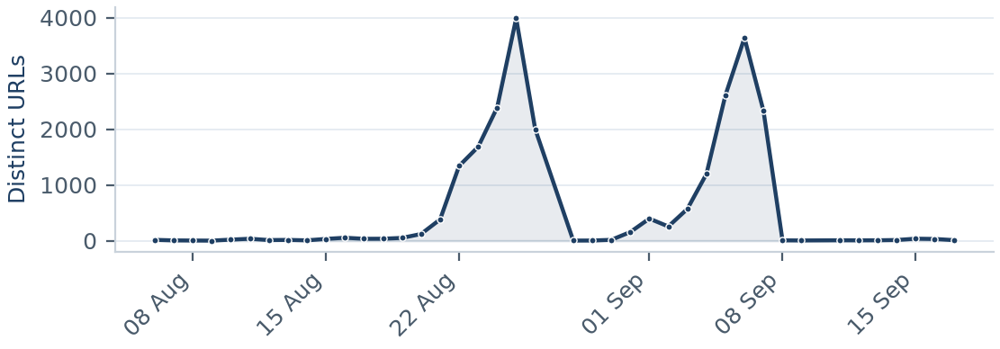 Distinct URLs
4000
3000
2000
1000
0
08 Aug
15 Aug
22 Aug
01 Sep
08 Sep
15 Sep